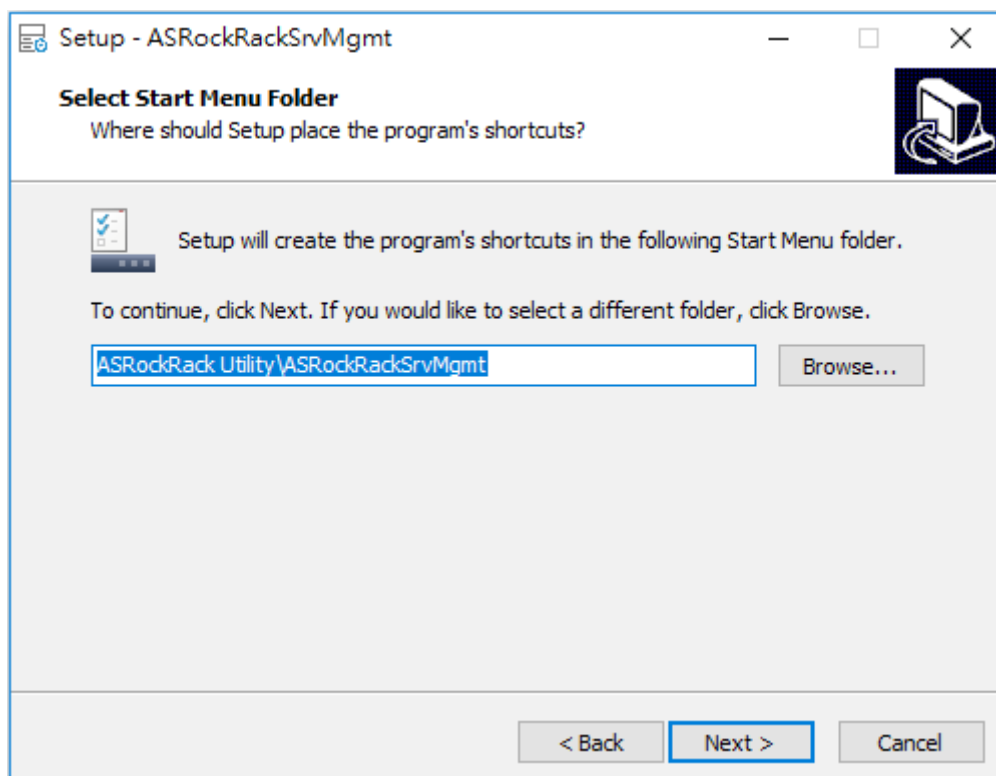 Setup - ASRockRackSrvMgmt
Select Start Menu Folder
Where should Setup place the program's shortcuts?
Setup will create the program's shortcuts in the following Start Menu folder.
To continue, click Next. If you would like to select a different folder, click Browse.
ASRockRack Utility\ASRockRackSrvMgmt
Browse...
< Back
Next >
Cancel